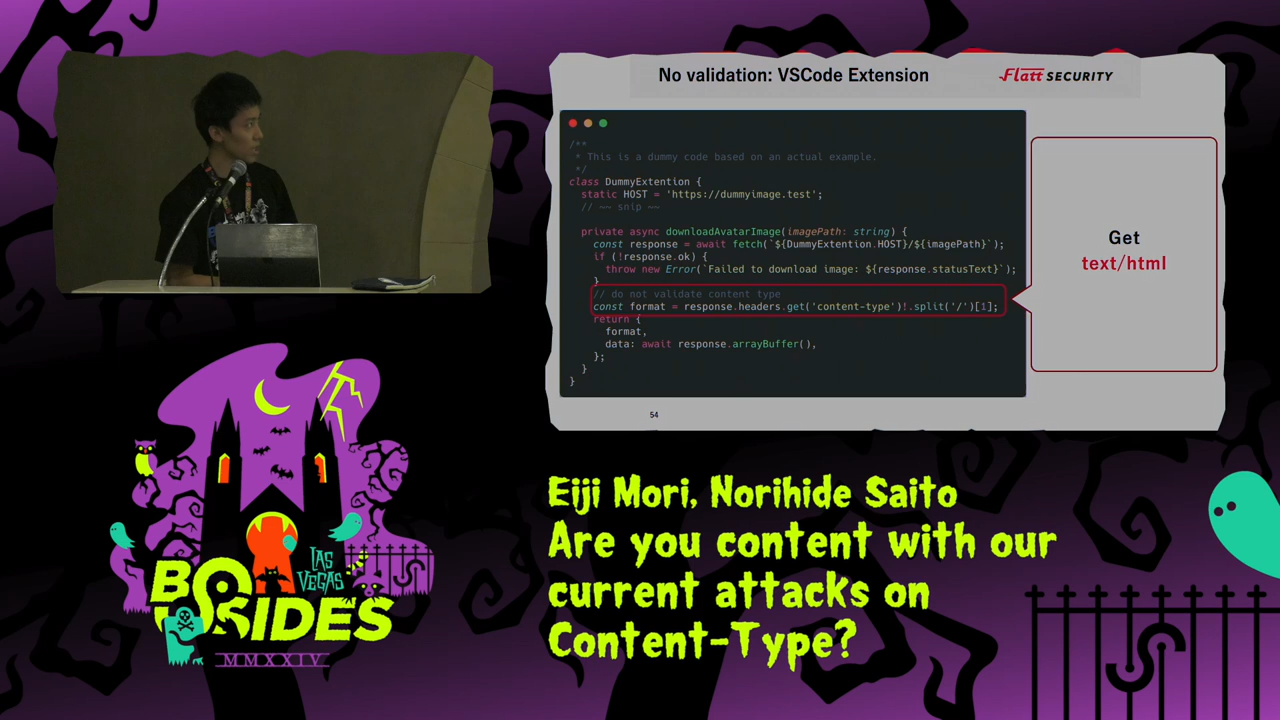 No validation: VSCode Extension
Flatt SECURITY
/**
* This is a dummy code based on an actual example.
*/
class DummyExtention {
static HOST = 'https://dummyimage.test';
// ~~ snip ~~
private async downloadAvatarImage(imagePath: string) {
const response = await fetch(`${DummyExtention.HOST}/${imagePath}`);
if (!response.ok) {
throw new Error(`Failed to download image: ${response.statusText}`);
}
// do not validate content type
const format = response.headers.get('content-type')!.split('/')[1];
return {
format,
data: await response.arrayBuffer(),
};
}
}
Get
text/html
54
BSIDES
LAS
VEGAS
MMXXIV
Eiji Mori, Norihide Saito
Are you content with our
current attacks on
Content-Type?